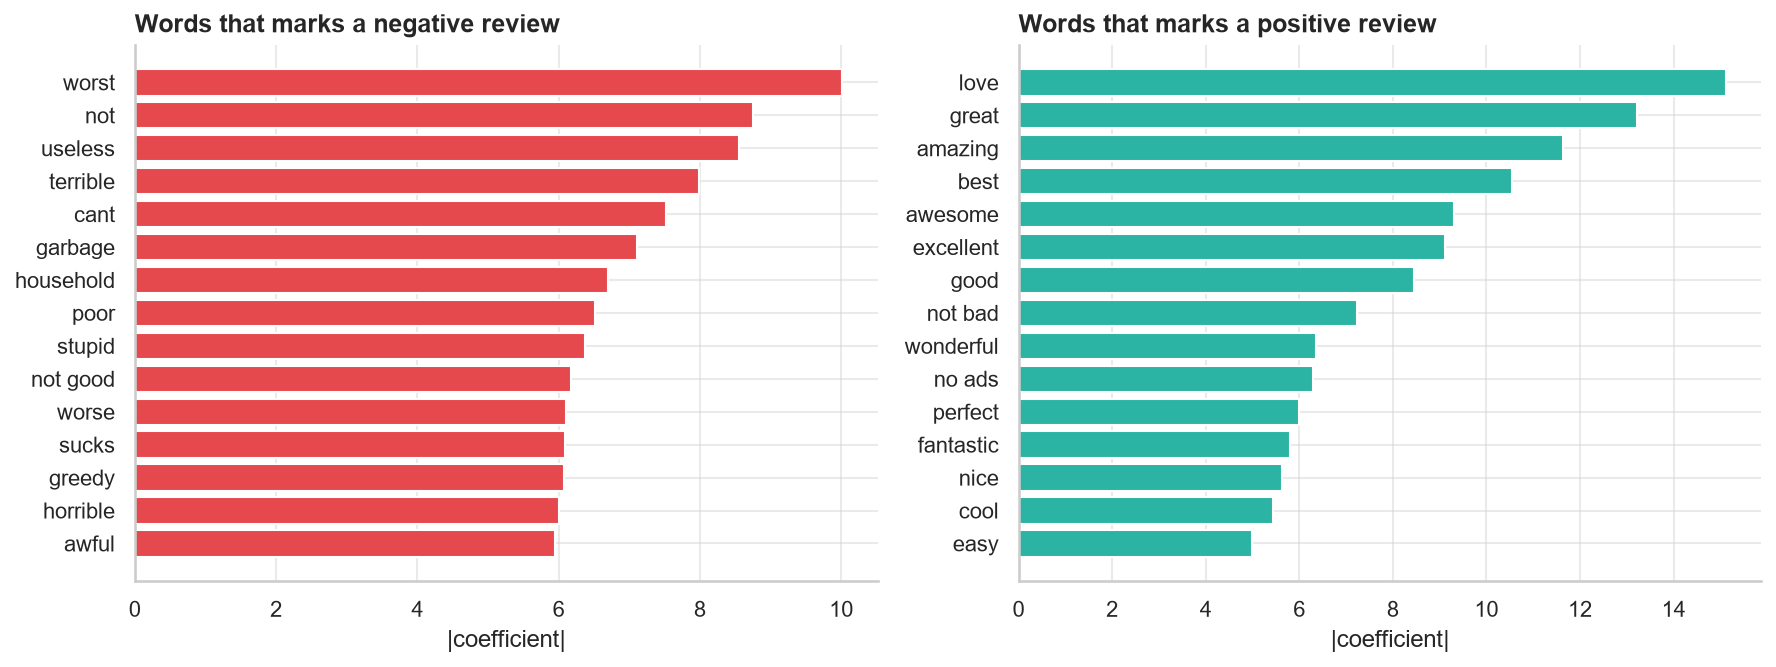 Words that marks a negative review
worst
not
useless
terrible
cant
garbage
household
poor
stupid
not good
worse
sucks
greedy
horrible
awful
0 2 4 6 8 10
|coefficient|
Words that marks a positive review
love
great
amazing
best
awesome
excellent
good
not bad
wonderful
no ads
perfect
fantastic
nice
cool
easy
0 2 4 6 8 10 12 14
|coefficient|